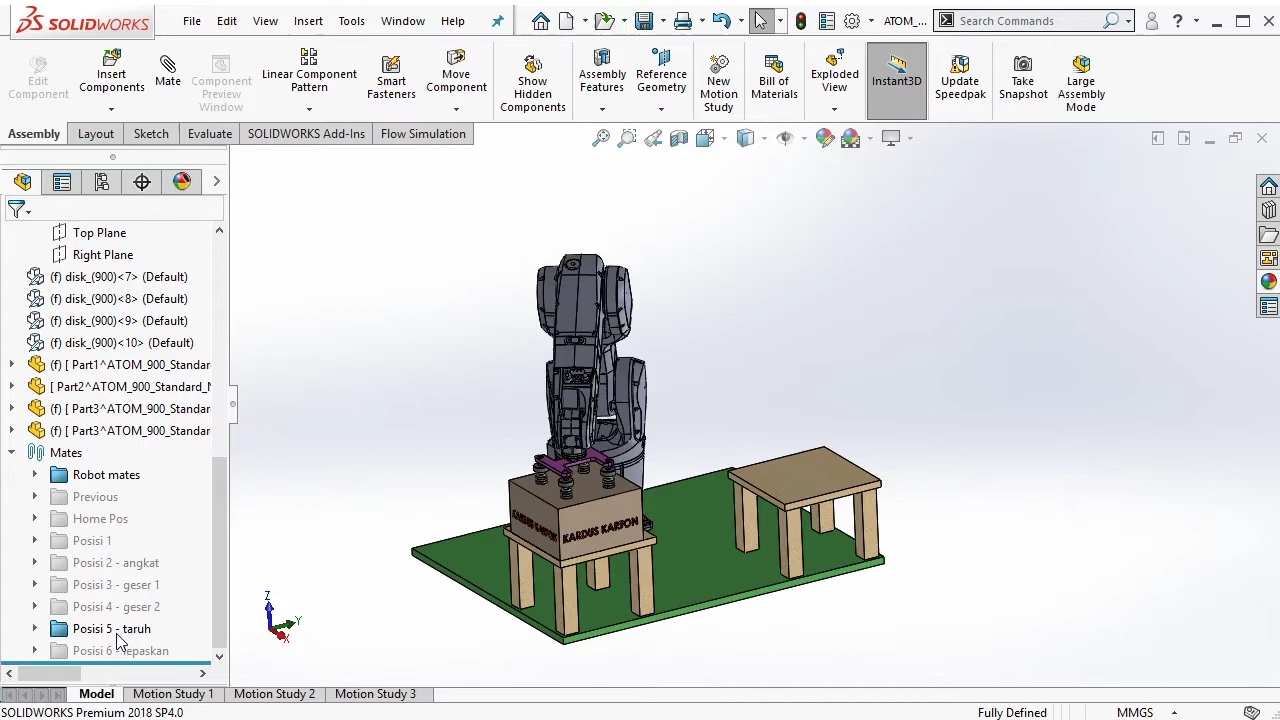 SOLIDWORKS
File Edit View Insert Tools Window Help
ATOM_...
Search Commands
Edit Component
Insert Components
Mate
Component Preview Window
Linear Component Pattern
Smart Fasteners
Move Component
Show Hidden Components
Assembly Features
Reference Geometry
New Motion Study
Bill of Materials
Exploded View
Instant3D
Update Speedpak
Take Snapshot
Large Assembly Mode
Assembly Layout Sketch Evaluate SOLIDWORKS Add-Ins Flow Simulation
Top Plane
Right Plane
(f) disk_(900)<7> (Default)
(f) disk_(900)<8> (Default)
(f) disk_(900)<9> (Default)
(f) disk_(900)<10> (Default)
(f) [ Part1^ATOM_900_Standar
[ Part2^ATOM_900_Standard_N
(f) [ Part3^ATOM_900_Standar
(f) [ Part3^ATOM_900_Standar
Mates
Robot mates
Previous
Home Pos
Posisi 1
Posisi 2 - angkat
Posisi 3 - geser 1
Posisi 4 - geser 2
Posisi 5 - taruh
Posisi 6 - lepaskan
KARDUS KARFON
KARDUS KARFON
Z
Y
X
Model Motion Study 1 Motion Study 2 Motion Study 3
SOLIDWORKS Premium 2018 SP4.0
Fully Defined
MMGS